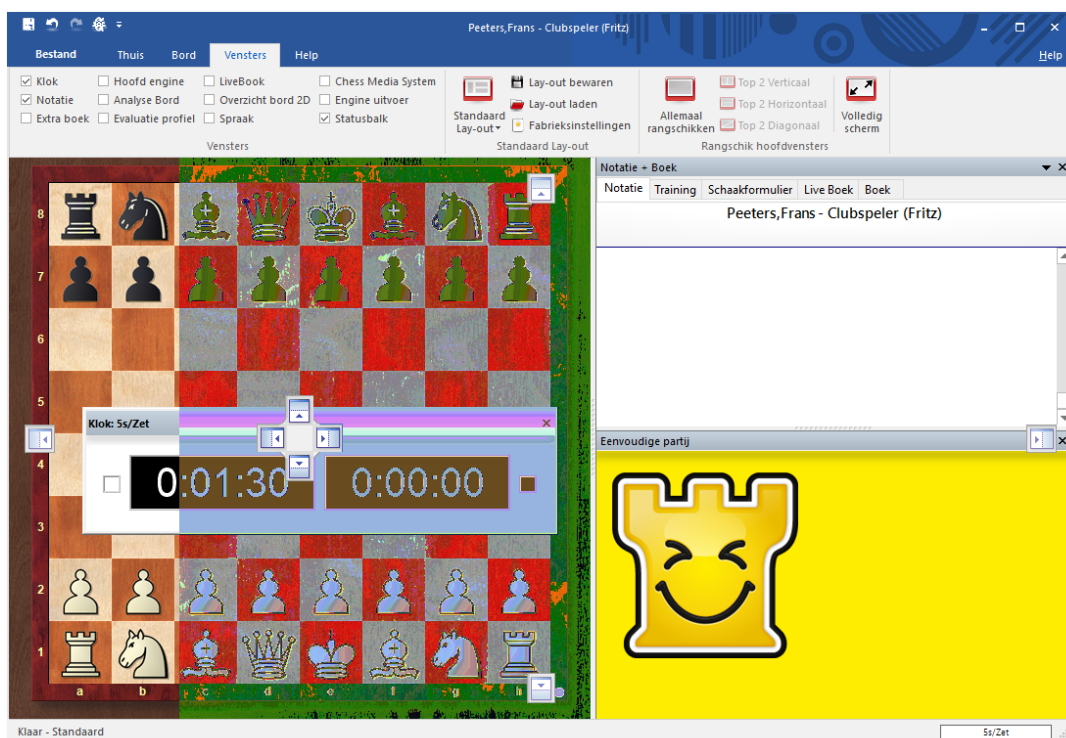 Peeters,Frans - Clubspeler (Fritz)
Bestand Thuis Bord Vensters Help Help
Klok Hoofd engine LiveBook Chess Media System
Notatie Analyse Bord Overzicht bord 2D Engine uitvoer
Extra boek Evaluatie profiel Spraak Statusbalk
Vensters
Standaard Lay-out
Lay-out bewaren
Lay-out laden
Fabrieksinstellingen
Standaard Lay-out
Allemaal rangschikken
Top 2 Verticaal
Top 2 Horizontaal
Top 2 Diagonaal
Volledig scherm
Rangschik hoofdvensters
Notatie + Boek
Notatie Training Schaakformulier Live Boek Boek
Peeters,Frans - Clubspeler (Fritz)
8
7
6
5
Klok: 5s/Zet
4
0:01:30 0:00:00
3
2
1
a b c d e f g h
Eenvoudige partij
Klaar - Standaard
5s/Zet